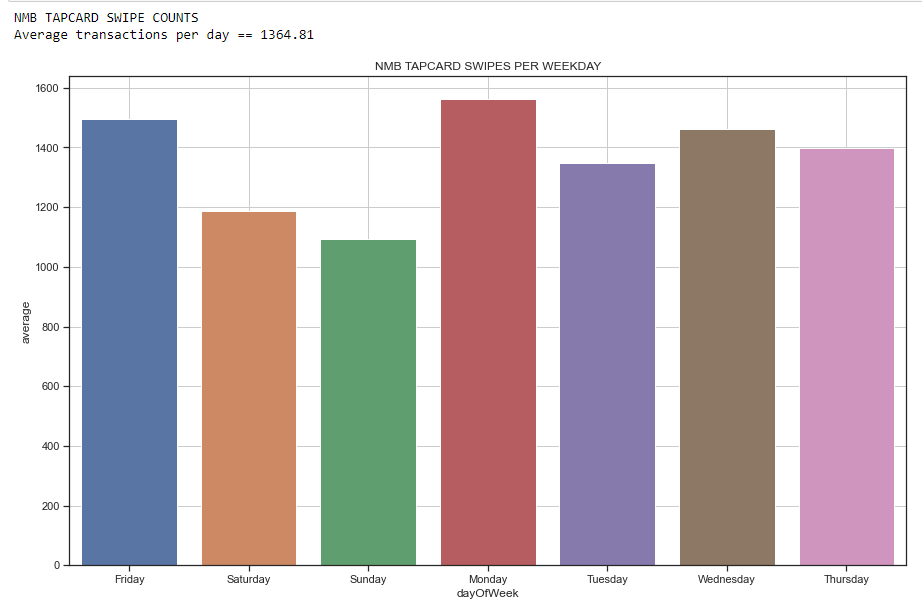 NMB TAPCARD SWIPE COUNTS
Average transactions per day == 1364.81
NMB TAPCARD SWIPES PER WEEKDAY
1600
1400
1200
1000
800
600
400
200
0
average
Friday Saturday Sunday Monday Tuesday Wednesday Thursday
dayOfWeek